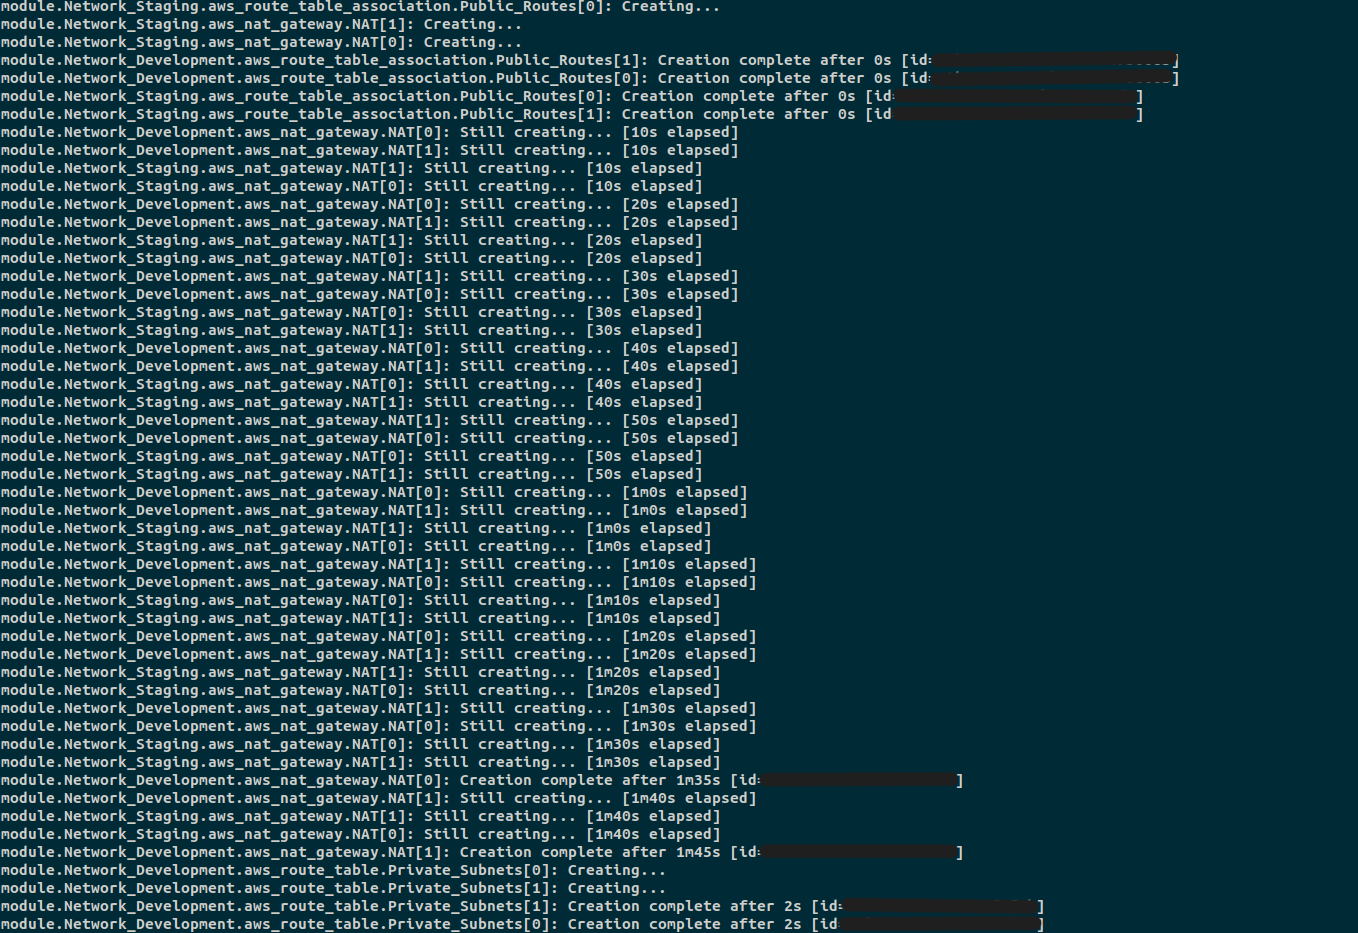 module.Network_Staging.aws_route_table_association.Public_Routes[0]: Creating...
module.Network_Staging.aws_nat_gateway.NAT[1]: Creating...
module.Network_Staging.aws_nat_gateway.NAT[0]: Creating...
module.Network_Development.aws_route_table_association.Public_Routes[1]: Creation complete after 0s [id= ]
module.Network_Development.aws_route_table_association.Public_Routes[0]: Creation complete after 0s [id= ]
module.Network_Staging.aws_route_table_association.Public_Routes[0]: Creation complete after 0s [id= ]
module.Network_Staging.aws_route_table_association.Public_Routes[1]: Creation complete after 0s [id ]
module.Network_Development.aws_nat_gateway.NAT[0]: Still creating... [10s elapsed]
module.Network_Development.aws_nat_gateway.NAT[1]: Still creating... [10s elapsed]
module.Network_Staging.aws_nat_gateway.NAT[1]: Still creating... [10s elapsed]
module.Network_Staging.aws_nat_gateway.NAT[0]: Still creating... [10s elapsed]
module.Network_Development.aws_nat_gateway.NAT[0]: Still creating... [20s elapsed]
module.Network_Development.aws_nat_gateway.NAT[1]: Still creating... [20s elapsed]
module.Network_Staging.aws_nat_gateway.NAT[1]: Still creating... [20s elapsed]
module.Network_Staging.aws_nat_gateway.NAT[0]: Still creating... [20s elapsed]
module.Network_Development.aws_nat_gateway.NAT[1]: Still creating... [30s elapsed]
module.Network_Development.aws_nat_gateway.NAT[0]: Still creating... [30s elapsed]
module.Network_Staging.aws_nat_gateway.NAT[0]: Still creating... [30s elapsed]
module.Network_Staging.aws_nat_gateway.NAT[1]: Still creating... [30s elapsed]
module.Network_Development.aws_nat_gateway.NAT[0]: Still creating... [40s elapsed]
module.Network_Development.aws_nat_gateway.NAT[1]: Still creating... [40s elapsed]
module.Network_Staging.aws_nat_gateway.NAT[0]: Still creating... [40s elapsed]
module.Network_Staging.aws_nat_gateway.NAT[1]: Still creating... [40s elapsed]
module.Network_Development.aws_nat_gateway.NAT[1]: Still creating... [50s elapsed]
module.Network_Development.aws_nat_gateway.NAT[0]: Still creating... [50s elapsed]
module.Network_Staging.aws_nat_gateway.NAT[0]: Still creating... [50s elapsed]
module.Network_Staging.aws_nat_gateway.NAT[1]: Still creating... [50s elapsed]
module.Network_Development.aws_nat_gateway.NAT[0]: Still creating... [1m0s elapsed]
module.Network_Development.aws_nat_gateway.NAT[1]: Still creating... [1m0s elapsed]
module.Network_Staging.aws_nat_gateway.NAT[1]: Still creating... [1m0s elapsed]
module.Network_Staging.aws_nat_gateway.NAT[0]: Still creating... [1m0s elapsed]
module.Network_Development.aws_nat_gateway.NAT[1]: Still creating... [1m10s elapsed]
module.Network_Development.aws_nat_gateway.NAT[0]: Still creating... [1m10s elapsed]
module.Network_Staging.aws_nat_gateway.NAT[0]: Still creating... [1m10s elapsed]
module.Network_Staging.aws_nat_gateway.NAT[1]: Still creating... [1m10s elapsed]
module.Network_Development.aws_nat_gateway.NAT[0]: Still creating... [1m20s elapsed]
module.Network_Development.aws_nat_gateway.NAT[1]: Still creating... [1m20s elapsed]
module.Network_Staging.aws_nat_gateway.NAT[1]: Still creating... [1m20s elapsed]
module.Network_Staging.aws_nat_gateway.NAT[0]: Still creating... [1m20s elapsed]
module.Network_Development.aws_nat_gateway.NAT[1]: Still creating... [1m30s elapsed]
module.Network_Development.aws_nat_gateway.NAT[0]: Still creating... [1m30s elapsed]
module.Network_Staging.aws_nat_gateway.NAT[0]: Still creating... [1m30s elapsed]
module.Network_Staging.aws_nat_gateway.NAT[1]: Still creating... [1m30s elapsed]
module.Network_Development.aws_nat_gateway.NAT[0]: Creation complete after 1m35s [id= ]
module.Network_Development.aws_nat_gateway.NAT[1]: Still creating... [1m40s elapsed]
module.Network_Staging.aws_nat_gateway.NAT[1]: Still creating... [1m40s elapsed]
module.Network_Staging.aws_nat_gateway.NAT[0]: Still creating... [1m40s elapsed]
module.Network_Development.aws_nat_gateway.NAT[1]: Creation complete after 1m45s [id= ]
module.Network_Development.aws_route_table.Private_Subnets[0]: Creating...
module.Network_Development.aws_route_table.Private_Subnets[1]: Creating...
module.Network_Development.aws_route_table.Private_Subnets[1]: Creation complete after 2s [id= ]
module.Network_Development.aws_route_table.Private_Subnets[0]: Creation complete after 2s [id ]